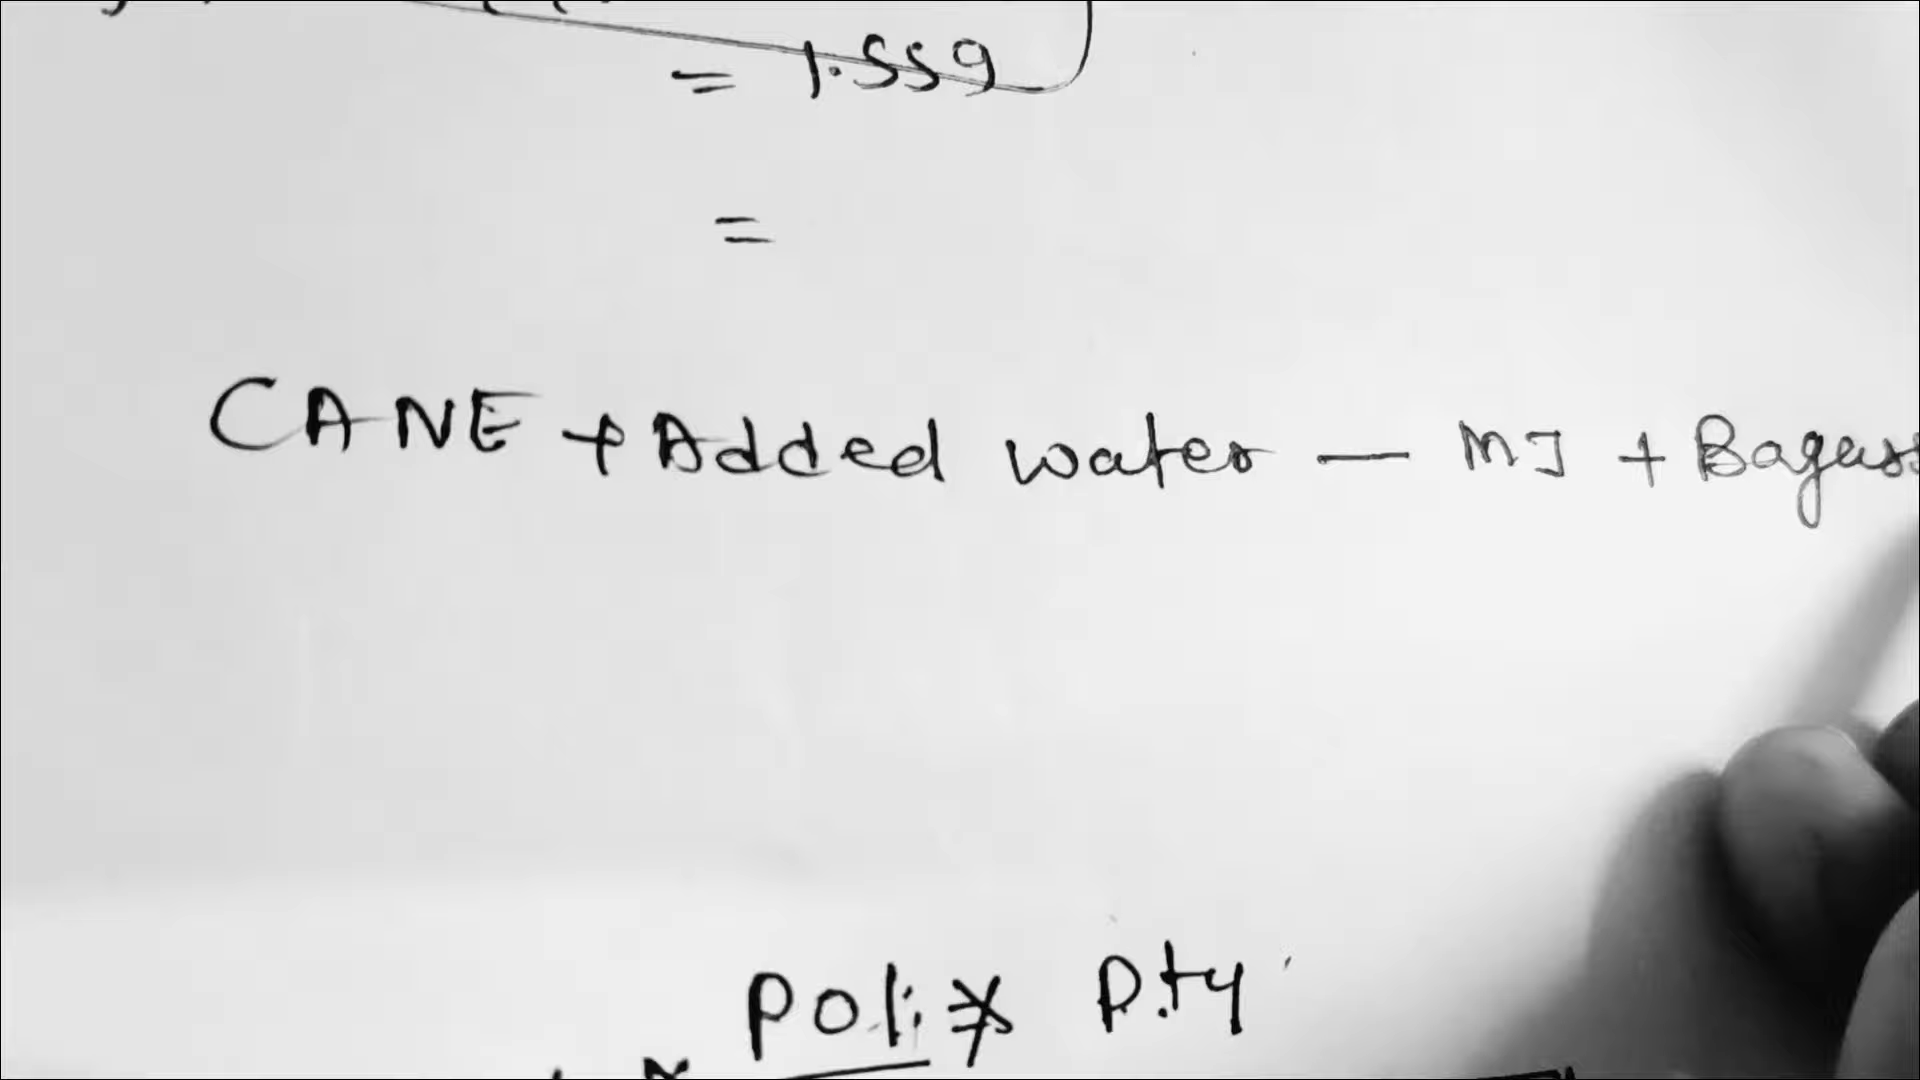 = 1.559
=
CANE + Added water — MJ + Bagass
Pol% Pty